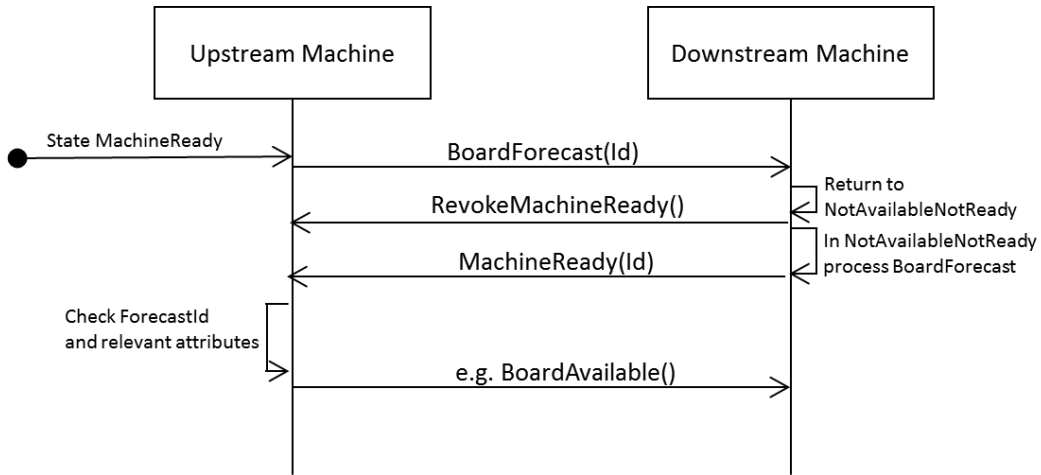 Upstream Machine
Downstream Machine
State MachineReady
BoardForecast(Id)
Return to
NotAvailableNotReady
RevokeMachineReady()
In NotAvailableNotReady
process BoardForecast
MachineReady(Id)
Check ForecastId
and relevant attributes
e.g. BoardAvailable()